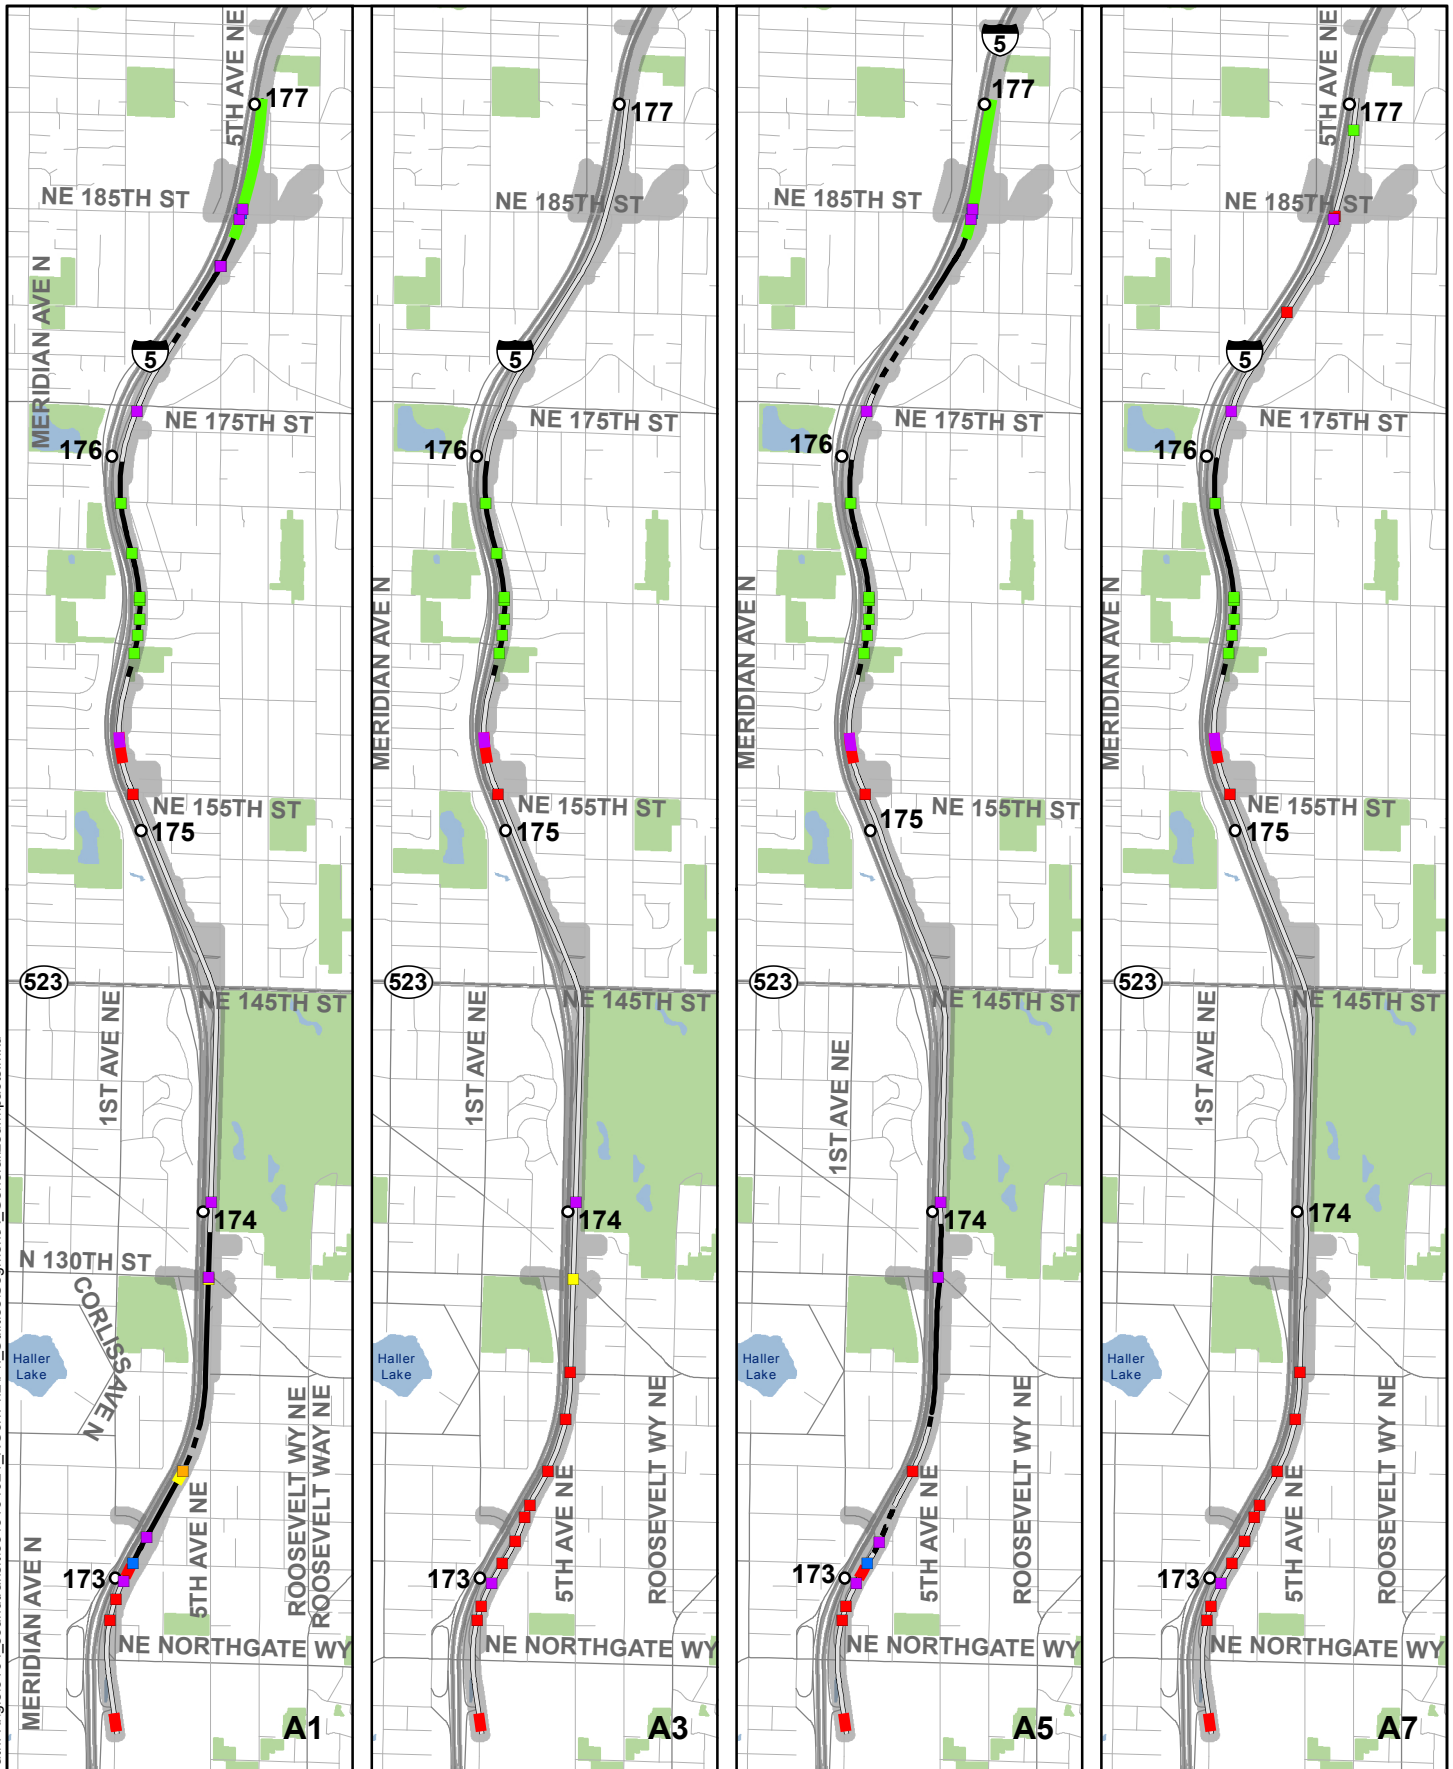 5TH AVE NE
177
NE 185TH ST
MERIDIAN AVE N
5
NE 175TH ST
176
NE 155TH ST
175
523
NE 145TH ST
1ST AVE NE
174
N 130TH ST
CORLISS AVE N
Haller
Lake
ROOSEVELT WY NE
ROOSEVELT WAY NE
5TH AVE NE
173
MERIDIAN AVE N
NE NORTHGATE WY
A1
177
NE 185TH ST
5
NE 175TH ST
176
MERIDIAN AVE N
NE 155TH ST
175
523
NE 145TH ST
1ST AVE NE
174
Haller
Lake
ROOSEVELT WY NE
5TH AVE NE
173
NE NORTHGATE WY
A3
5
177
NE 185TH ST
NE 175TH ST
176
MERIDIAN AVE N
NE 155TH ST
175
523
NE 145TH ST
1ST AVE NE
174
Haller
Lake
ROOSEVELT WY NE
5TH AVE NE
173
NE NORTHGATE WY
A5
5TH AVE NE
177
NE 185TH ST
5
NE 175TH ST
176
MERIDIAN AVE N
NE 155TH ST
175
523
NE 145TH ST
1ST AVE NE
174
Haller
Lake
ROOSEVELT WY NE
5TH AVE NE
173
NE NORTHGATE WY
A7